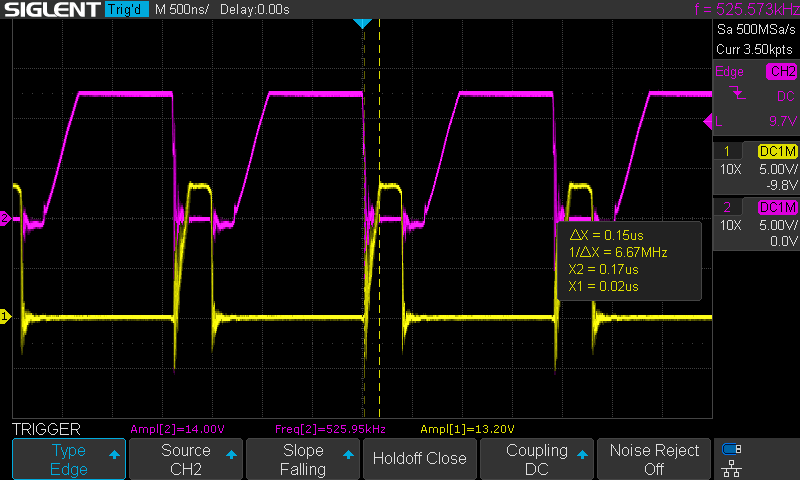 SIGLENT Trig'd M 500ns/ Delay:0.00s f = 525.573kHz
Sa 500MSa/s
Curr 3.50kpts
Edge CH2
DC
L 9.7V
1 DC1M
10X 5.00V/
-9.8V
2 DC1M
10X 5.00V/
0.0V
2
1
ΔX = 0.15us
1/ΔX = 6.67MHz
X2 = 0.17us
X1 = 0.02us
TRIGGER Ampl[2]=14.00V Freq[2]=525.95kHz Ampl[1]=13.20V
Type Source Slope Holdoff Close Coupling Noise Reject
Edge CH2 Falling DC Off